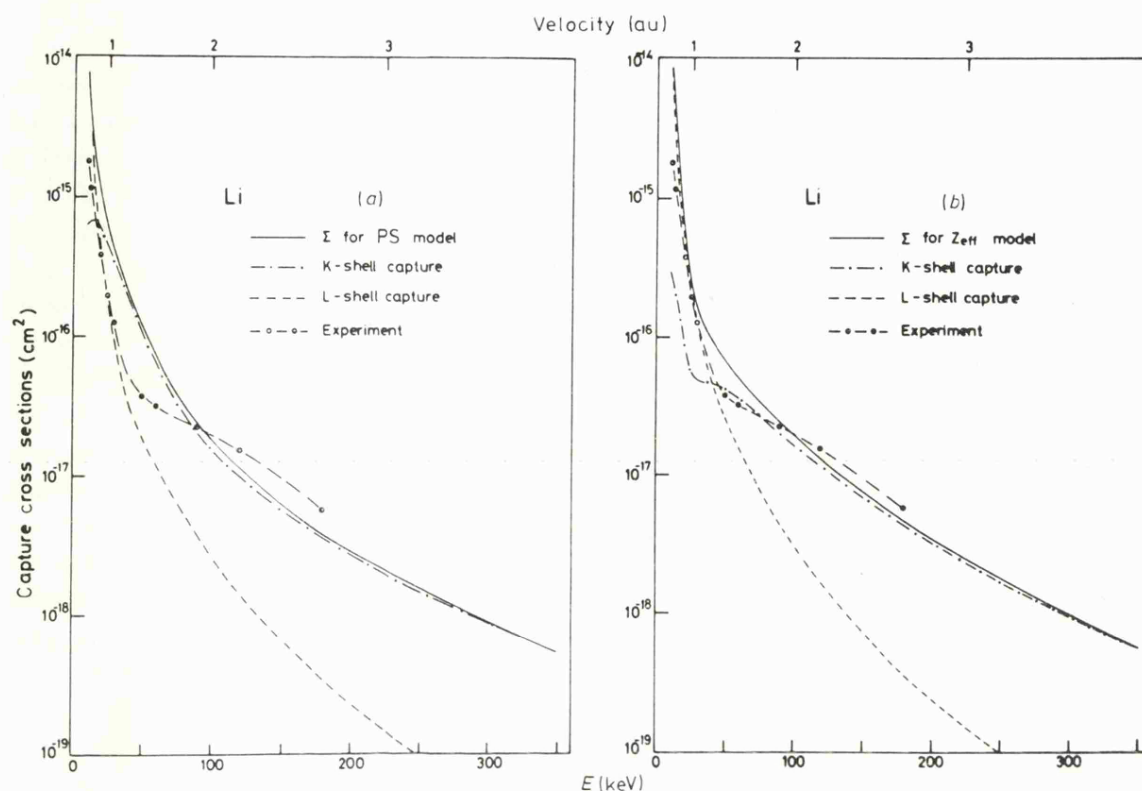 Velocity (au)
1 2 3
1 2 3
Capture cross sections (cm²)
10⁻¹⁴
10⁻¹⁵
10⁻¹⁶
10⁻¹⁷
10⁻¹⁸
10⁻¹⁹
Li (a)
Σ for PS model
K-shell capture
L-shell capture
Experiment
0 100 200 300
10⁻¹⁴
10⁻¹⁵
10⁻¹⁶
10⁻¹⁷
10⁻¹⁸
10⁻¹⁹
Li (b)
Σ for Zeff model
K-shell capture
L-shell capture
Experiment
0 100 200 300
E (keV)